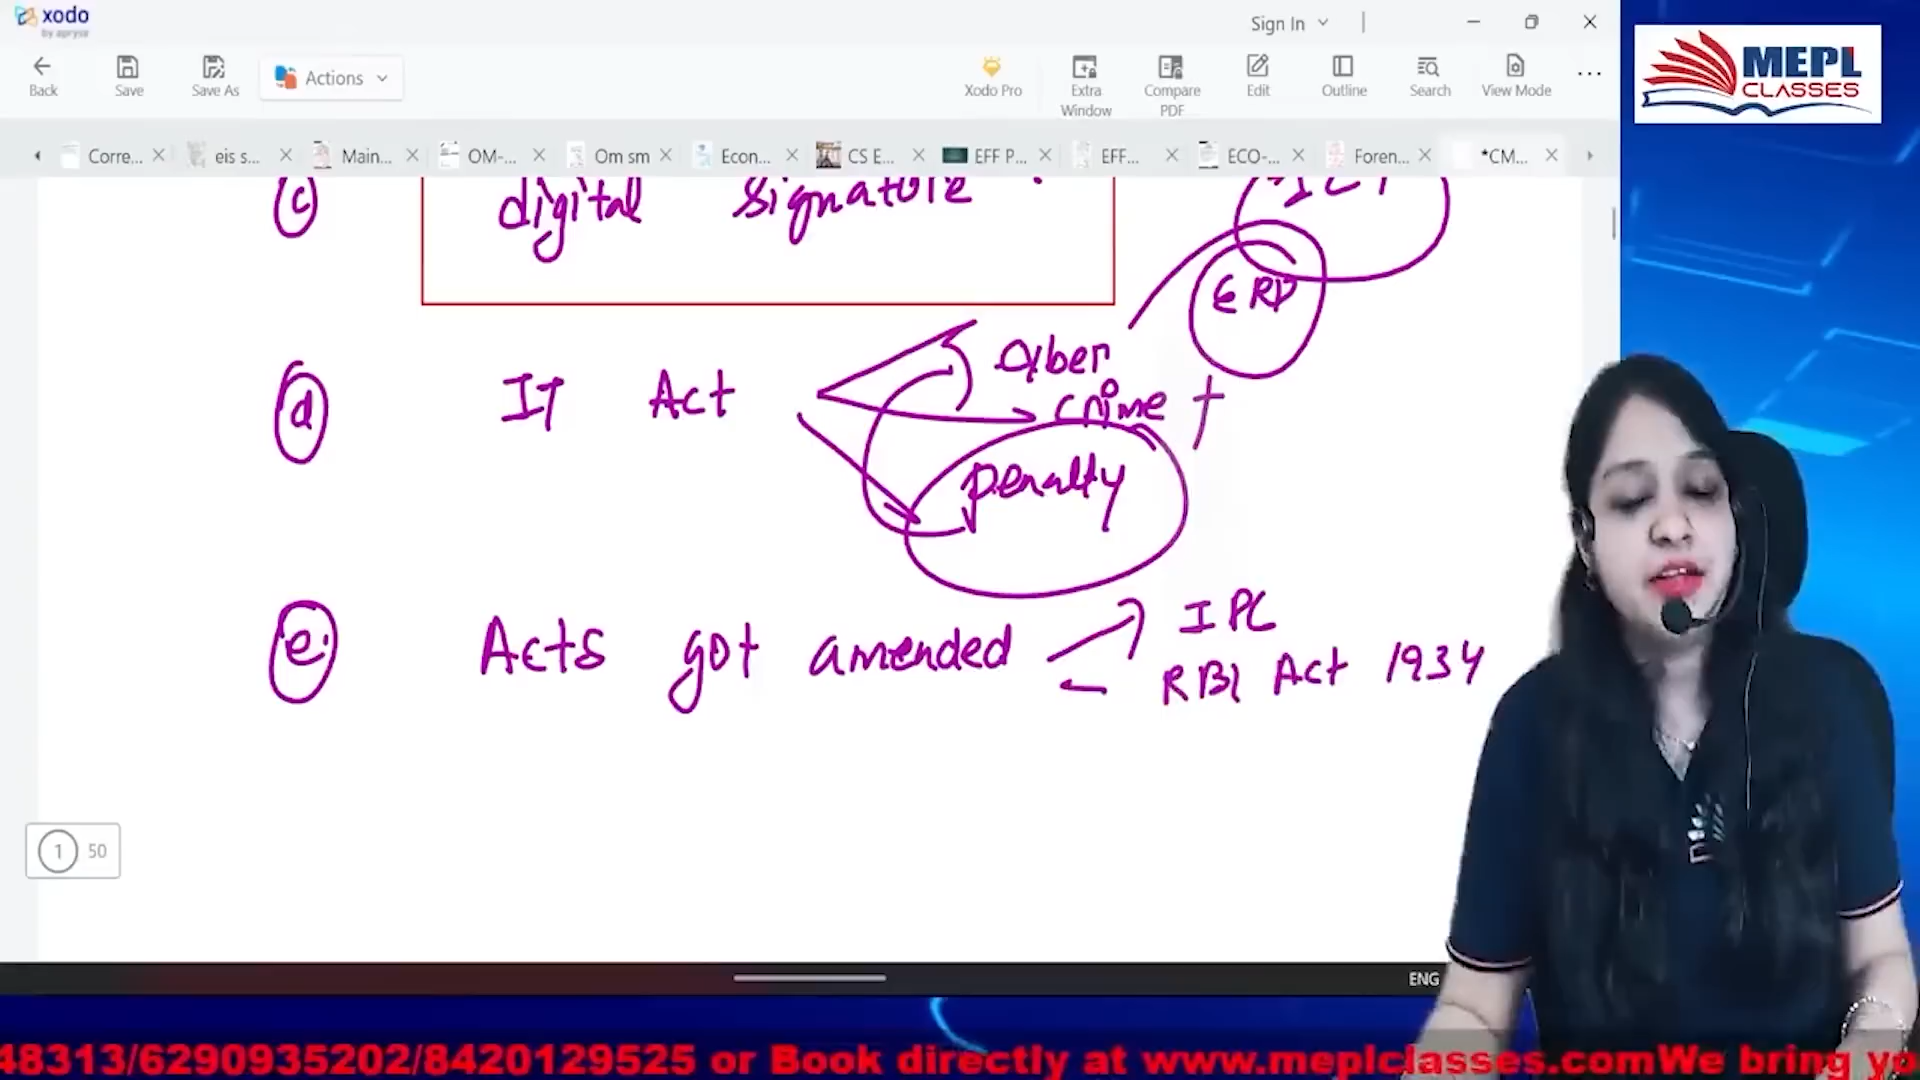 xodo
by apryse
Sign In
Back
Save
Save As
Actions
Xodo Pro
Extra Window
Compare PDF
Edit
Outline
Search
View Mode
Corre...
eis s...
Main...
OM-...
Om sm
Econ...
CS E...
EFF P...
EFF...
ECO-...
Foren...
*CM...
MEPL
CLASSES
(c) digital signature
ERP
(d) IT Act
Cyber
crime +
penalty
(e) Acts got amended
IPC
RBI Act 1934
1 50
ENG
48313/6290935202/8420129525 or Book directly at www.meplclasses.comWe bring yo